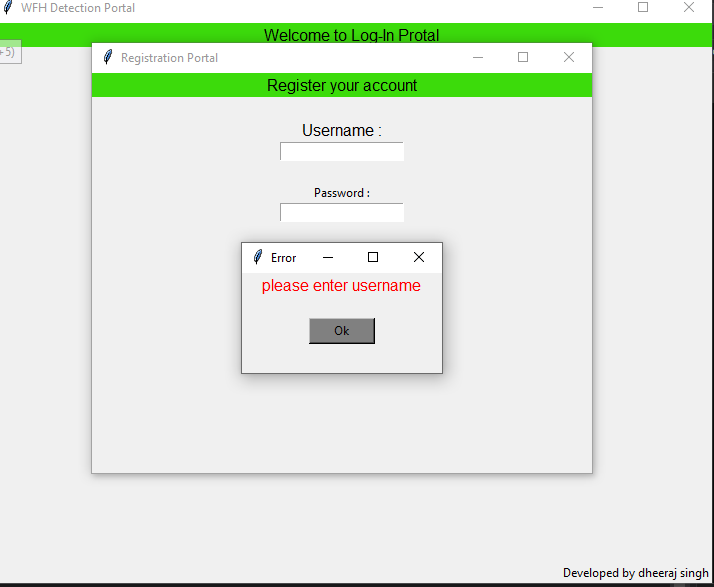 WFH Detection Portal
Welcome to Log-In Protal
+5)
Registration Portal
Register your account
Username :
Password :
Error
please enter username
Ok
Developed by dheeraj singh